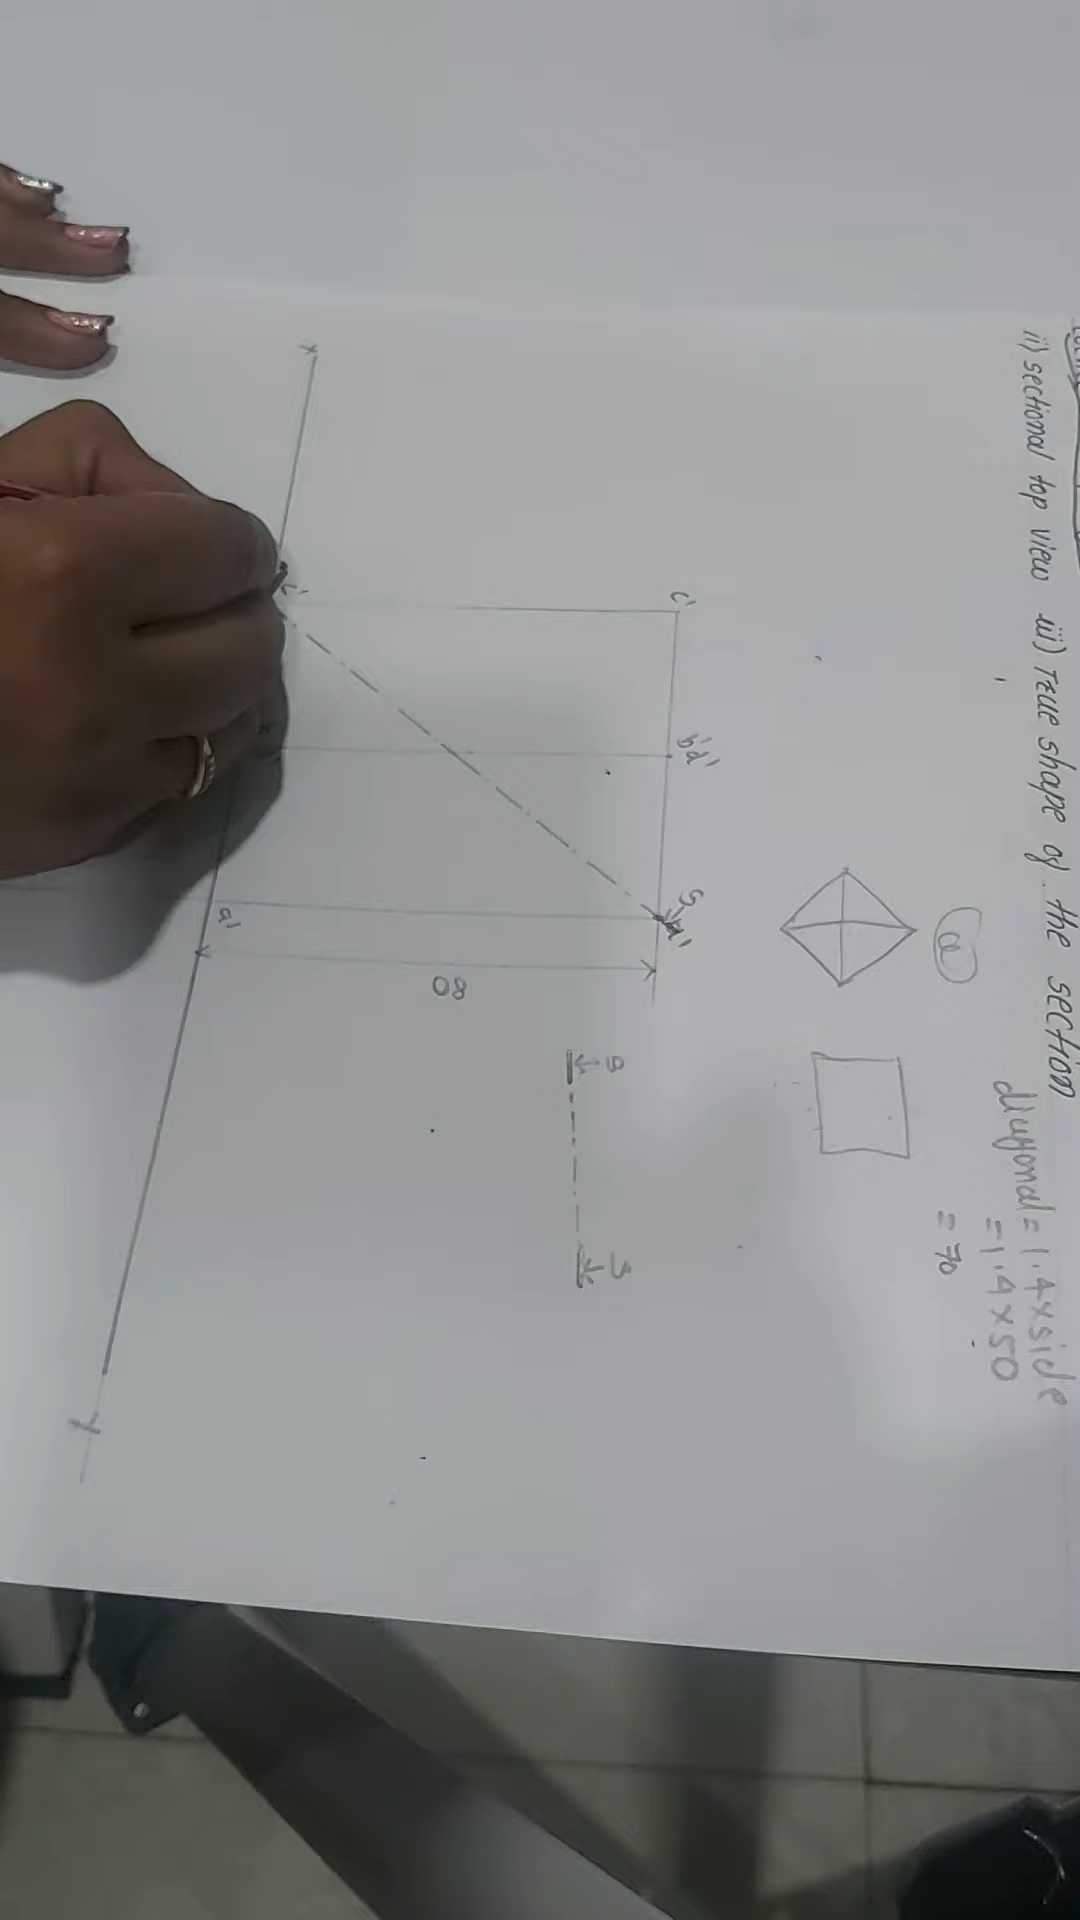 ii) sectional top view iii) True shape of the section
diagonal = 1.4 x side
= 1.4 x 50
= 70
a
c' b'd' S a'
80
S S
X c' a' Y